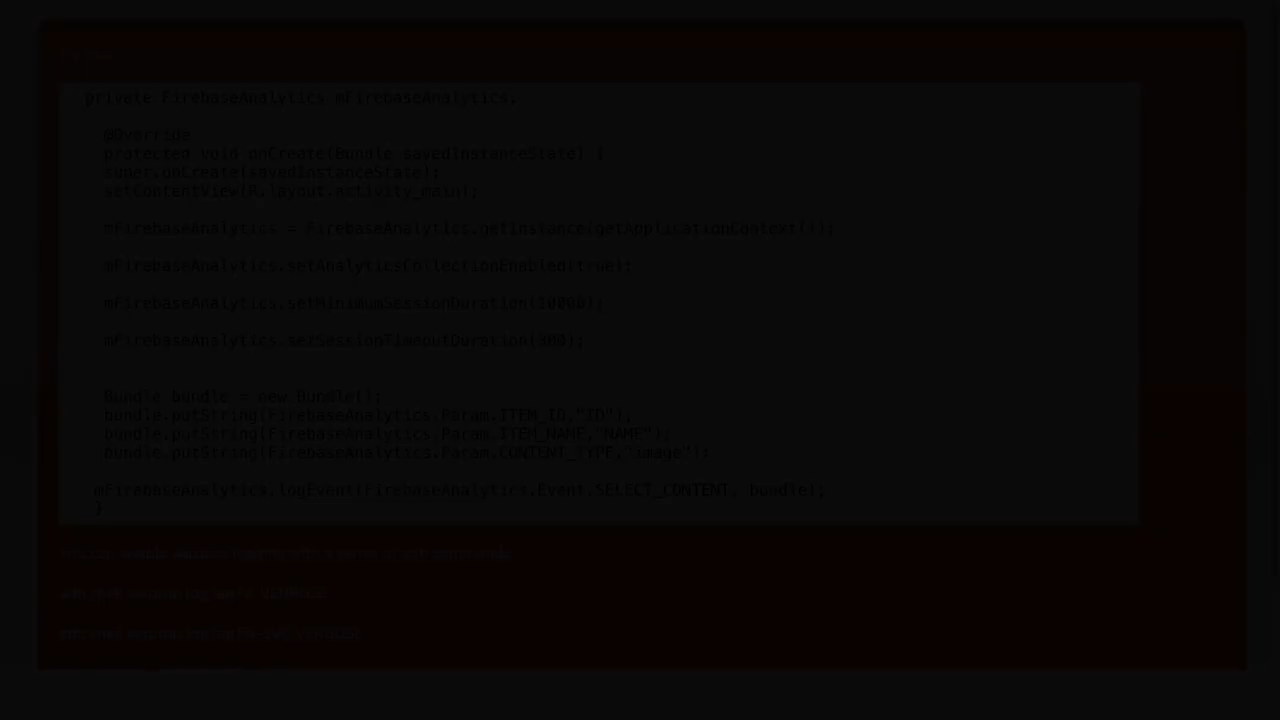 private FirebaseAnalytics mFirebaseAnalytics;
@Override
protected void onCreate(Bundle savedInstanceState) {
super.onCreate(savedInstanceState);
setContentView(R.layout.activity_main);
mFirebaseAnalytics = FirebaseAnalytics.getInstance(getApplicationContext());
mFirebaseAnalytics.setAnalyticsCollectionEnabled(true);
mFirebaseAnalytics.setMinimumSessionDuration(20000);
mFirebaseAnalytics.setSessionTimeoutDuration(300);
Bundle bundle = new Bundle();
bundle.putString(FirebaseAnalytics.Param.ITEM_ID,"ID");
bundle.putString(FirebaseAnalytics.Param.ITEM_NAME,"NAME");
bundle.putString(FirebaseAnalytics.Param.CONTENT_TYPE,"image");
mFirebaseAnalytics.logEvent(FirebaseAnalytics.Event.SELECT_CONTENT, bundle);
}